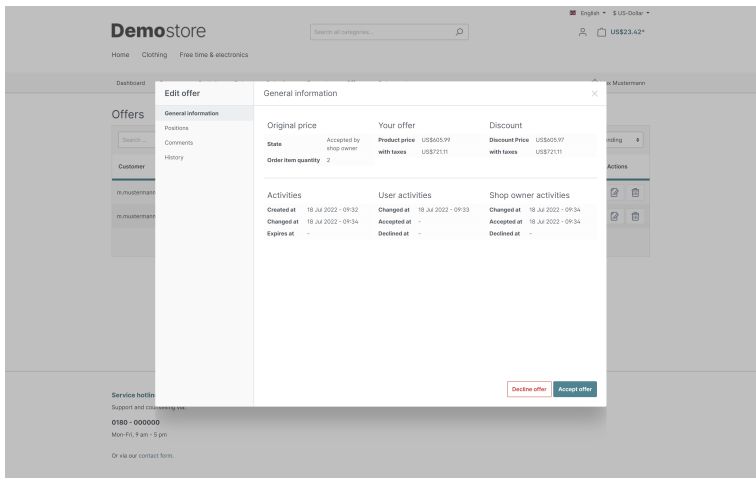 English $ US-Dollar
Demostore
Search all categories...
US$23.42*
Home Clothing Free time & electronics
Dashboard
ox Mustermann
Edit offer
General information
Offers
General information
Positions
Comments
History
Search ...
nding
Customer
Actions
m.mustermann
m.mustermann
Original price
State Accepted by
shop owner
Order item quantity 2
Your offer
Product price US$605.99
with taxes US$721.11
Discount
Discount Price US$605.97
with taxes US$721.11
Activities
Created at 18 Jul 2022 - 09:32
Changed at 18 Jul 2022 - 09:34
Expires at -
User activities
Changed at 18 Jul 2022 - 09:33
Accepted at -
Declined at -
Shop owner activities
Changed at 18 Jul 2022 - 09:34
Accepted at 18 Jul 2022 - 09:34
Declined at -
Decline offer Accept offer
Service hotlin
Support and counselling via:
0180 - 000000
Mon-Fri, 9 am - 5 pm
Or via our contact form.